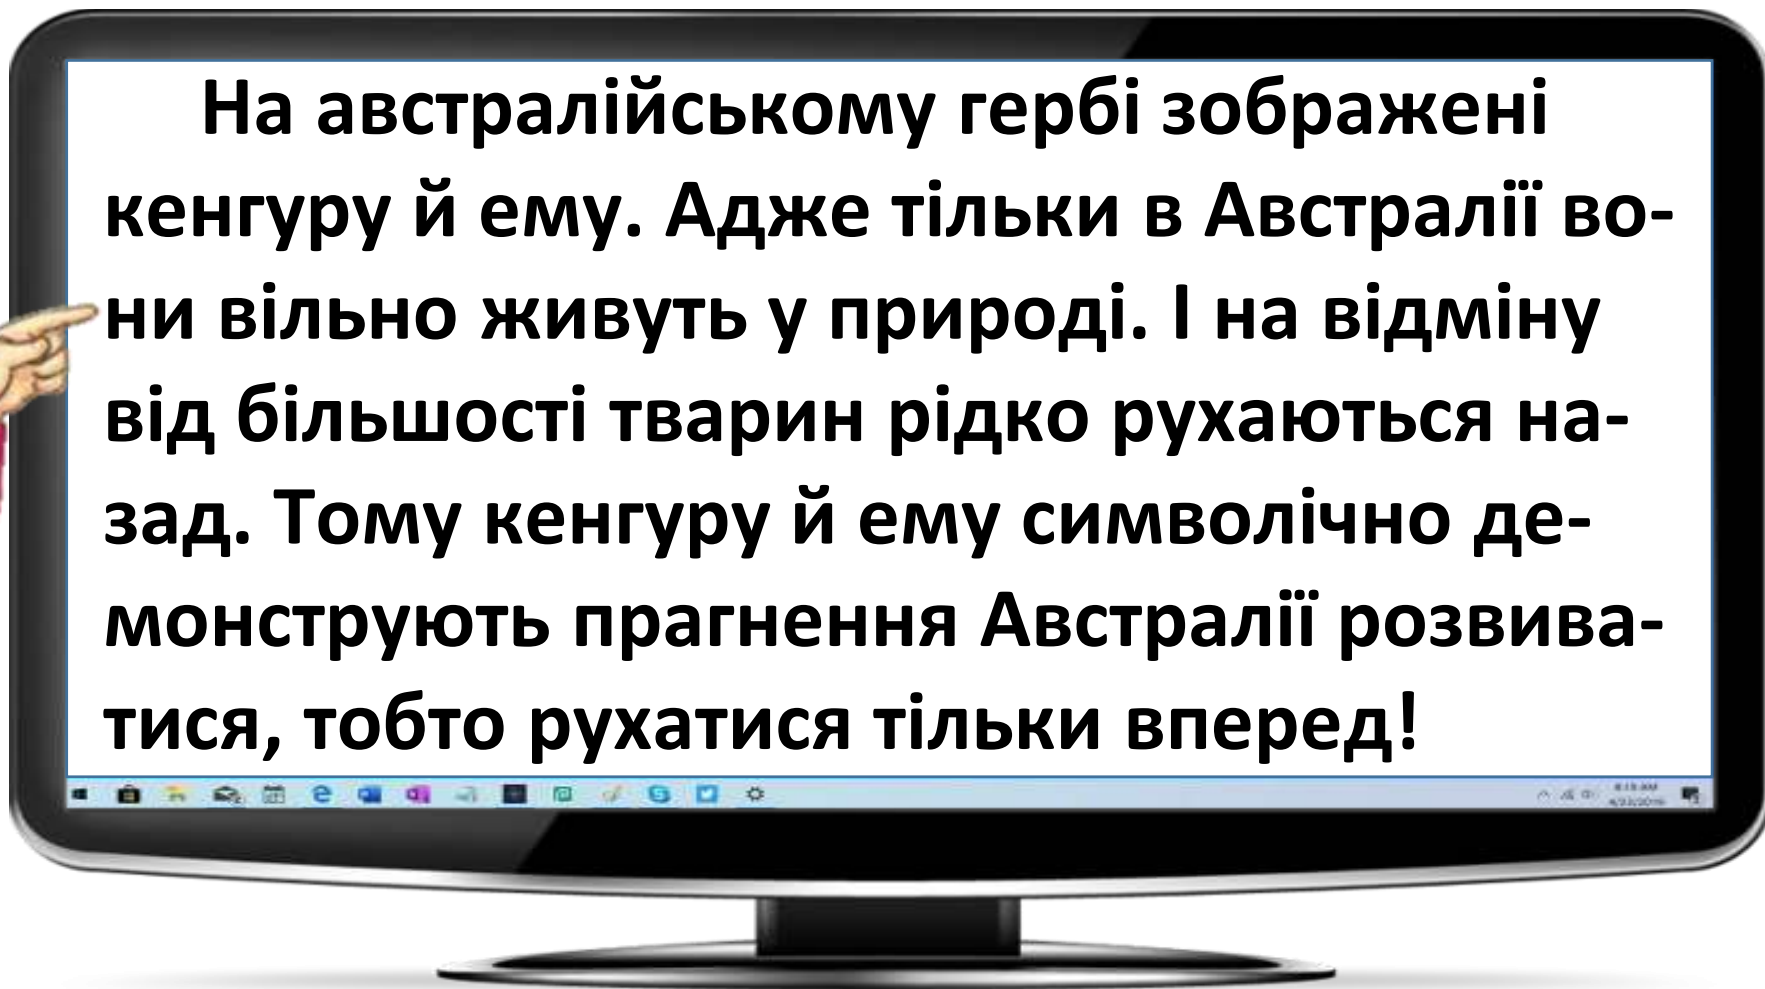 На австралійському гербі зображені
кенгуру й ему. Адже тільки в Австралії во-
ни вільно живуть у природі. І на відміну
від більшості тварин рідко рухаються на-
зад. Тому кенгуру й ему символічно де-
монструють прагнення Австралії розвива-
тися, тобто рухатися тільки вперед!